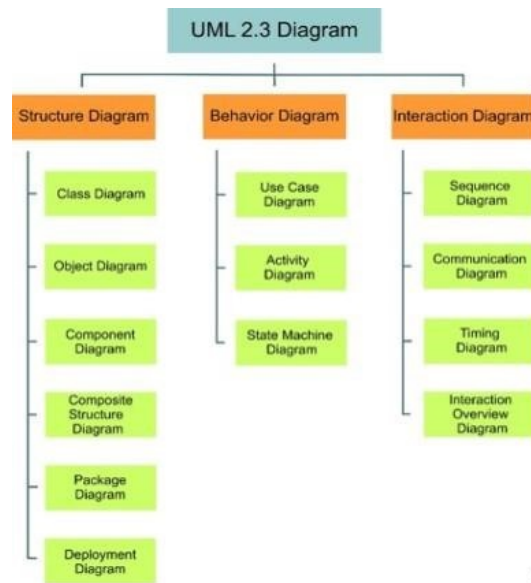 UML 2.3 Diagram
Structure Diagram
Behavior Diagram
Interaction Diagram
Class Diagram
Object Diagram
Component
Diagram
Composite
Structure
Diagram
Package
Diagram
Deployment
Diagram
Use Case
Diagram
Activity
Diagram
State Machine
Diagram
Sequence
Diagram
Communication
Diagram
Timing
Diagram
Interaction
Overview
Diagram